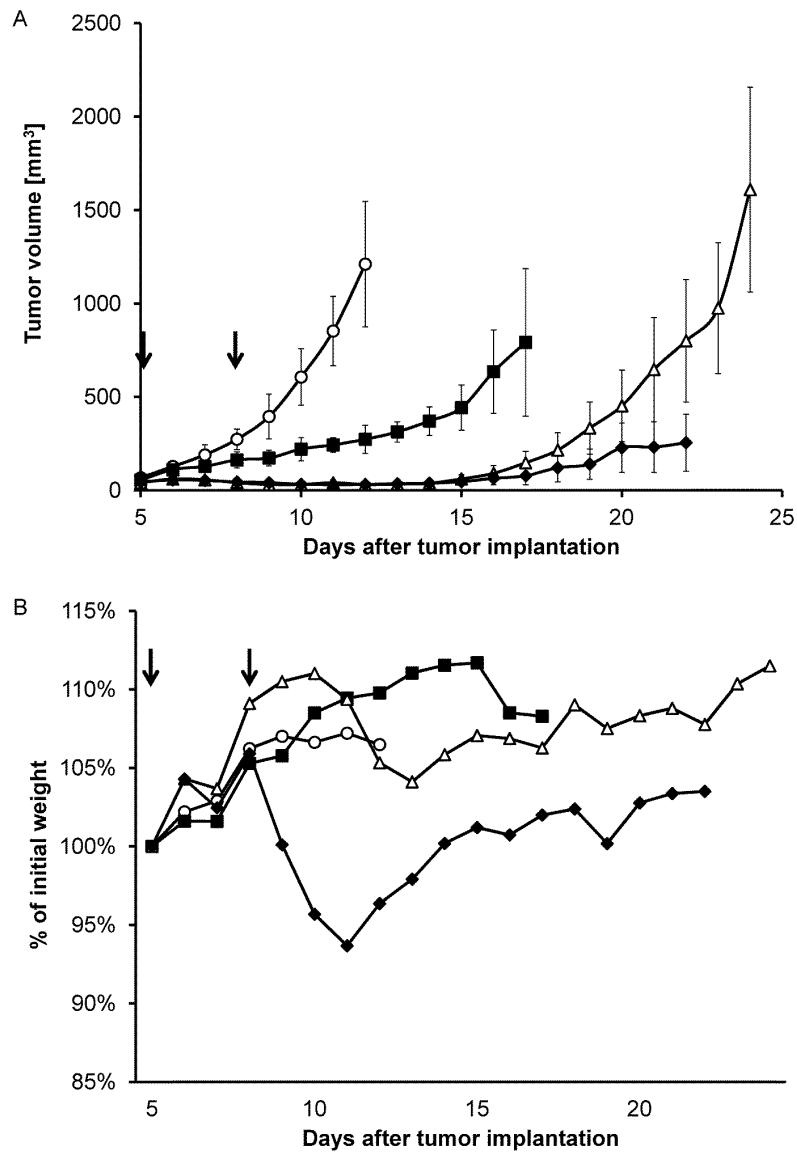 A
2500
2000
1500
1000
500
0
Tumor volume [mm³]
5 10 15 20 25
Days after tumor implantation
B
115%
110%
105%
100%
95%
90%
85%
% of initial weight
5 10 15 20
Days after tumor implantation